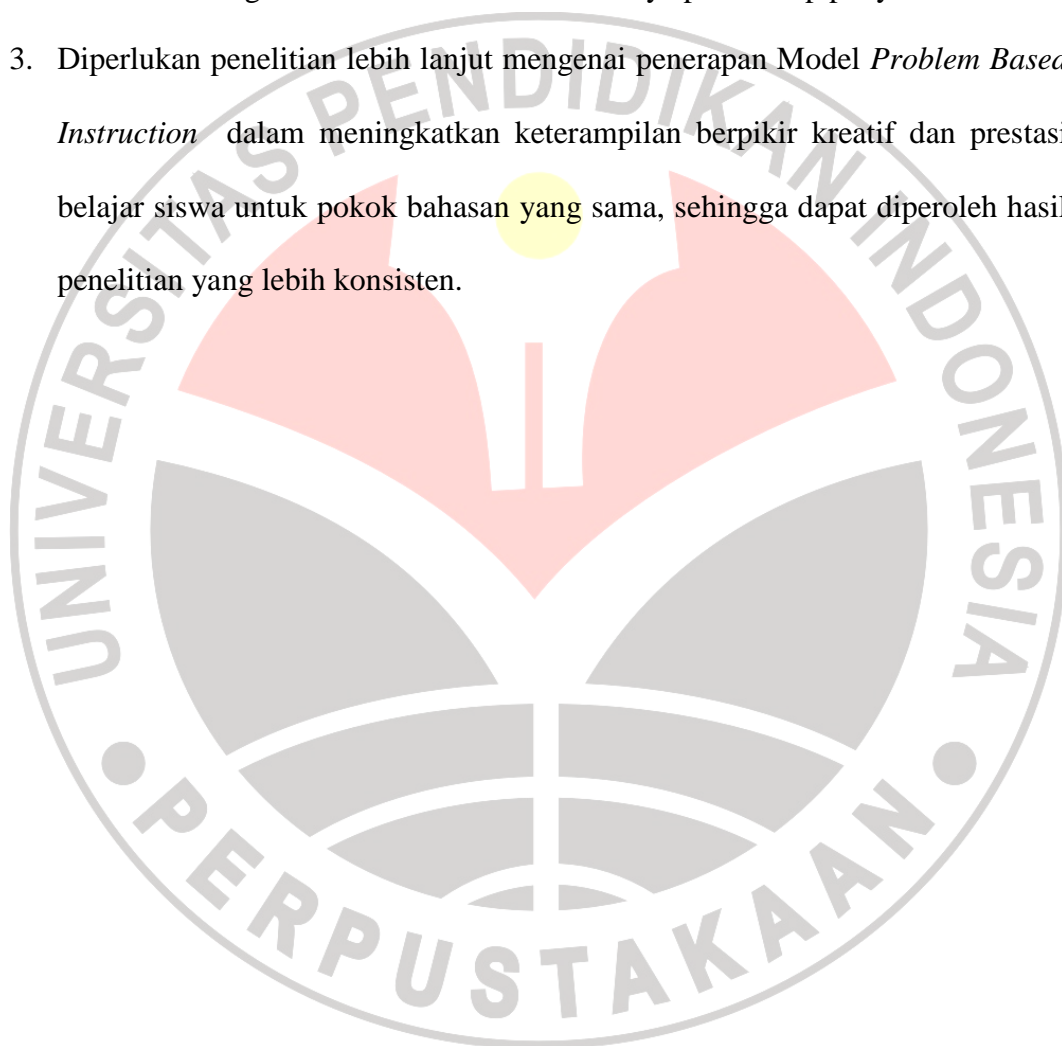 3. Diperlukan penelitian lebih lanjut mengenai penerapan Model Problem Based
Instruction dalam meningkatkan keterampilan berpikir kreatif dan prestasi
belajar siswa untuk pokok bahasan yang sama, sehingga dapat diperoleh hasil
penelitian yang lebih konsisten.
UNIVERSITAS PENDIDIKAN INDONESIA
PERPUSTAKAAN